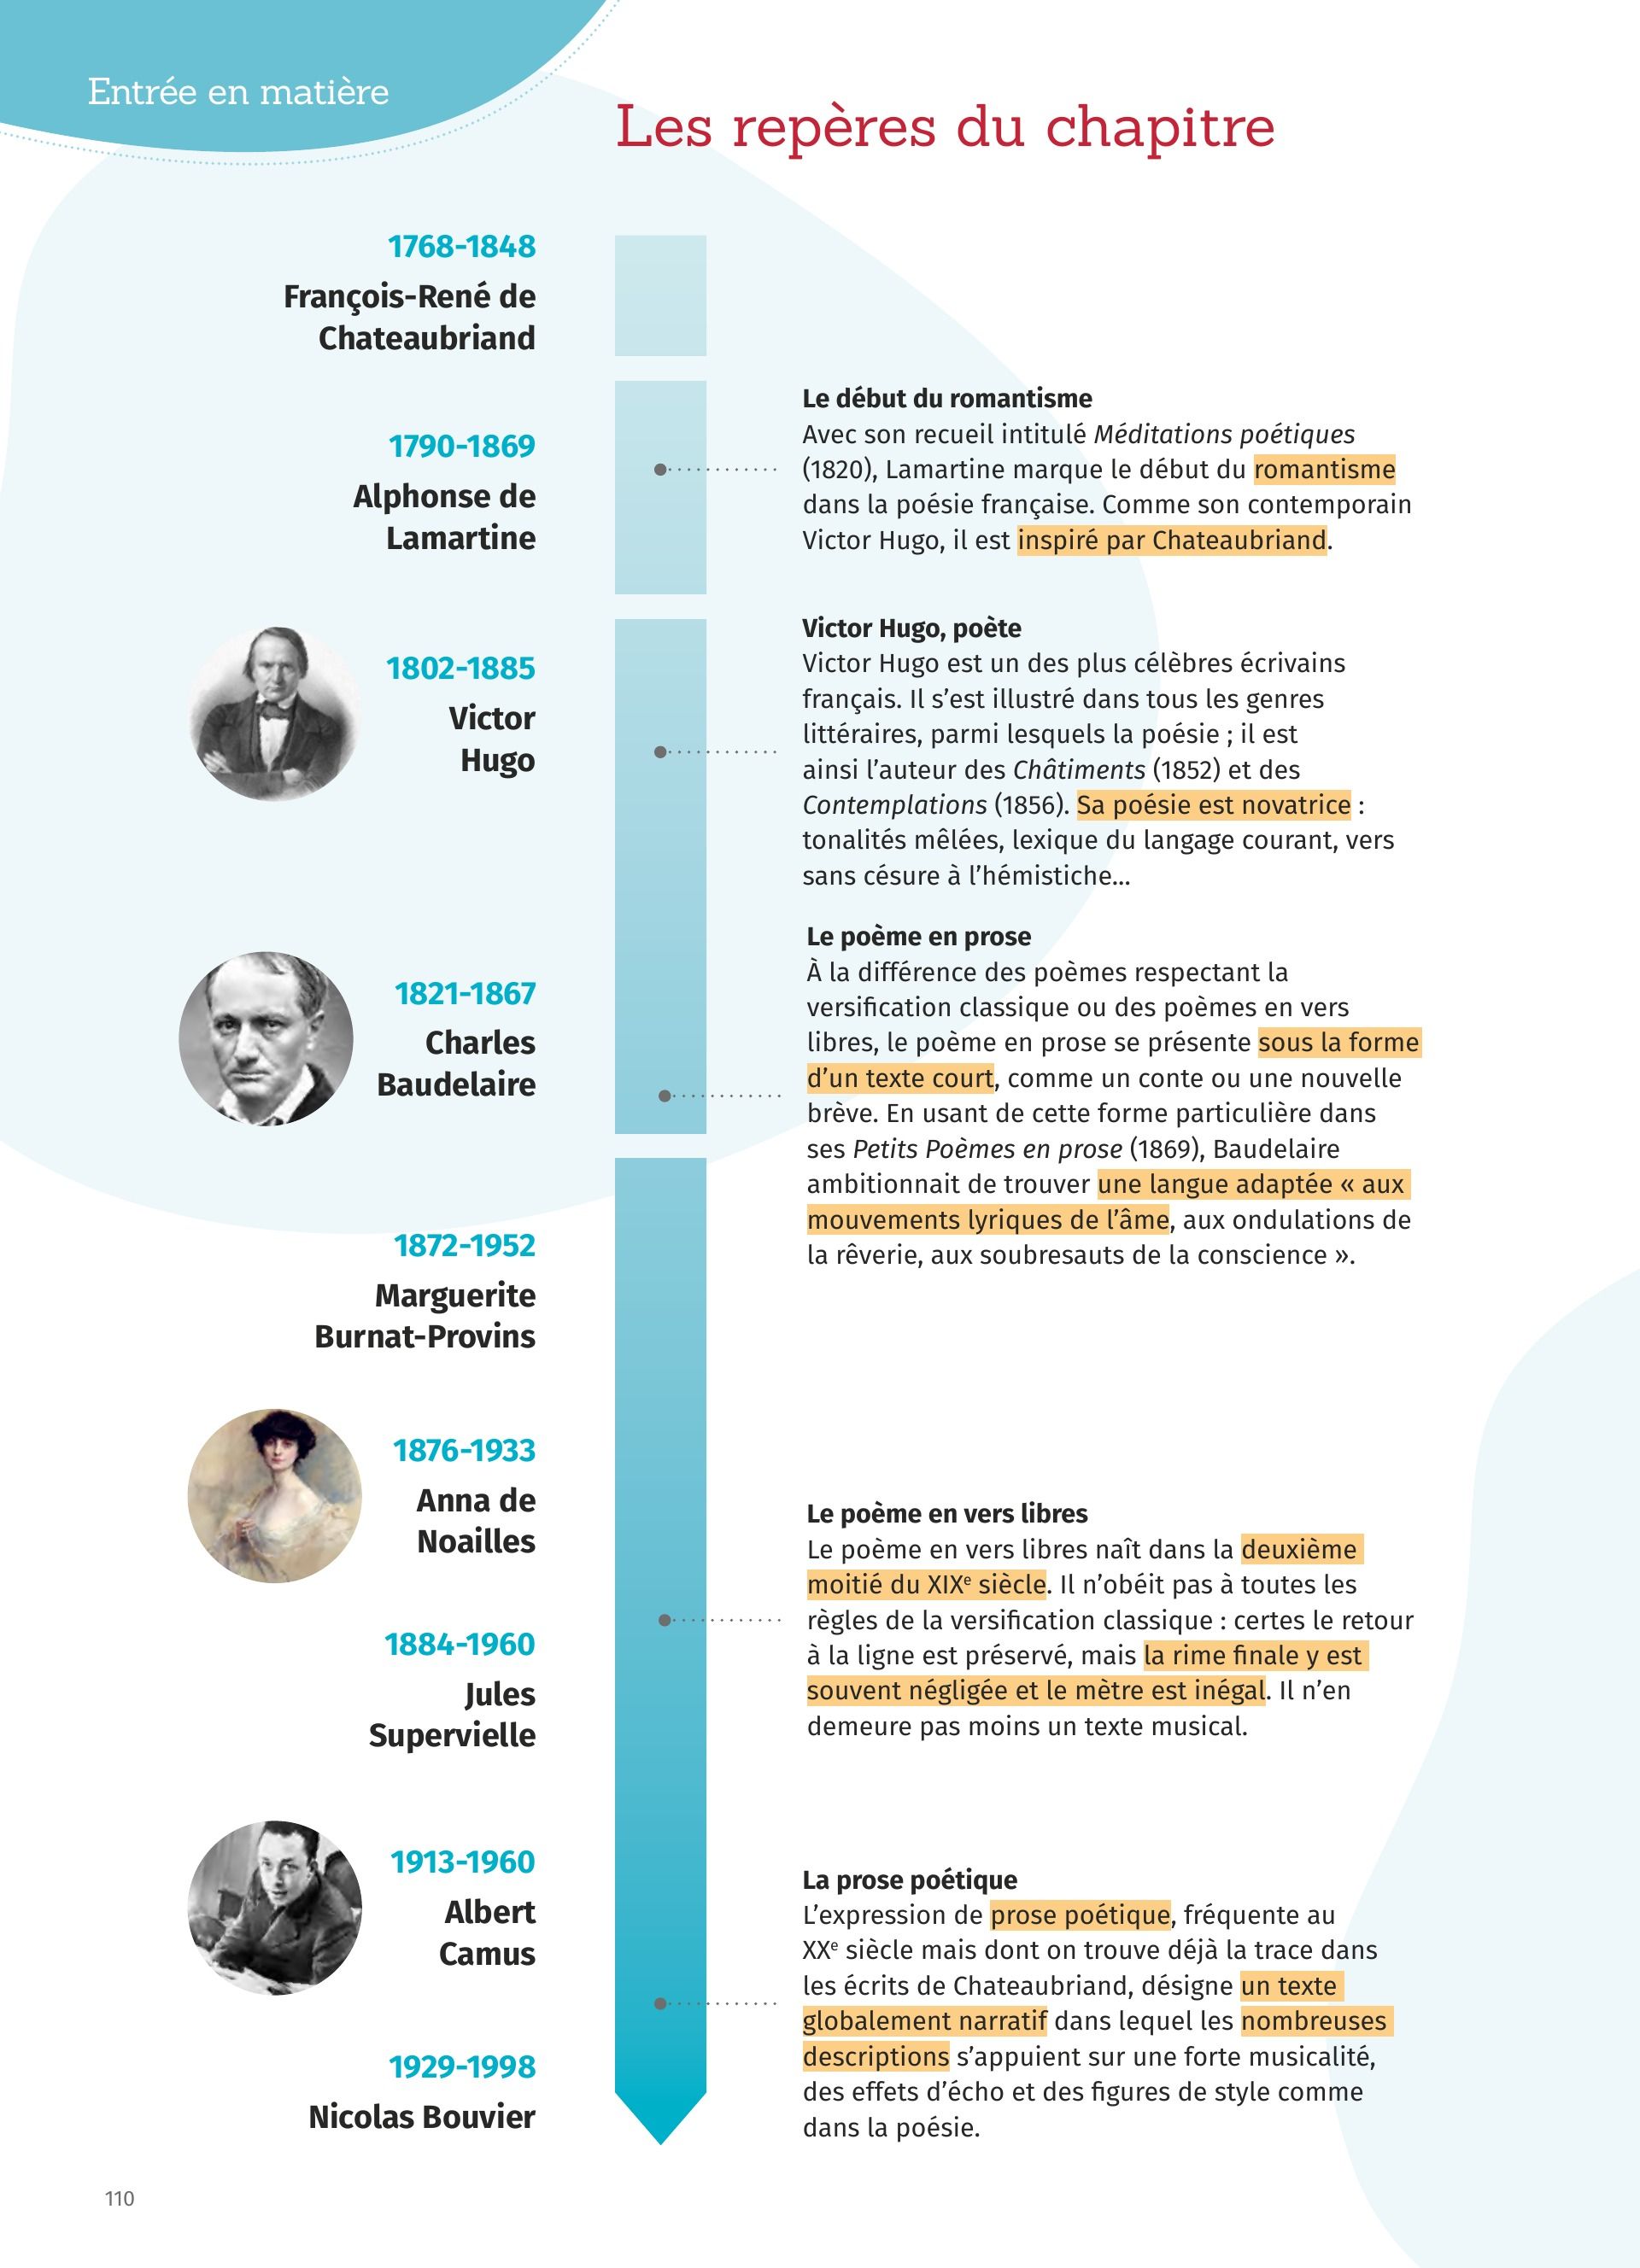 Entrée en matière
Les repères du chapitre
1768-1848
François-René de
Chateaubriand
1790-1869
Alphonse de
Lamartine
Le début du romantisme
Avec son recueil intitulé Méditations poétiques
(1820), Lamartine marque le début du romantisme
dans la poésie française. Comme son contemporain
Victor Hugo, il est inspiré par Chateaubriand.
1802-1885
Victor
Hugo
Victor Hugo, poète
Victor Hugo est un des plus célèbres écrivains
français. Il s’est illustré dans tous les genres
littéraires, parmi lesquels la poésie ; il est
ainsi l’auteur des Châtiments (1852) et des
Contemplations (1856). Sa poésie est novatrice :
tonalités mêlées, lexique du langage courant, vers
sans césure à l’hémistiche...
1821-1867
Charles
Baudelaire
Le poème en prose
À la différence des poèmes respectant la
versification classique ou des poèmes en vers
libres, le poème en prose se présente sous la forme
d’un texte court, comme un conte ou une nouvelle
brève. En usant de cette forme particulière dans
ses Petits Poèmes en prose (1869), Baudelaire
ambitionnait de trouver une langue adaptée « aux
mouvements lyriques de l’âme, aux ondulations de
la rêverie, aux soubresauts de la conscience ».
1872-1952
Marguerite
Burnat-Provins
1876-1933
Anna de
Noailles
1884-1960
Jules
Supervielle
Le poème en vers libres
Le poème en vers libres naît dans la deuxième
moitié du XIXe siècle. Il n’obéit pas à toutes les
règles de la versification classique : certes le retour
à la ligne est préservé, mais la rime finale y est
souvent négligée et le mètre est inégal. Il n’en
demeure pas moins un texte musical.
1913-1960
Albert
Camus
1929-1998
Nicolas Bouvier
La prose poétique
L’expression de prose poétique, fréquente au
XXe siècle mais dont on trouve déjà la trace dans
les écrits de Chateaubriand, désigne un texte
globalement narratif dans lequel les nombreuses
descriptions s’appuient sur une forte musicalité,
des effets d’écho et des figures de style comme
dans la poésie.
110